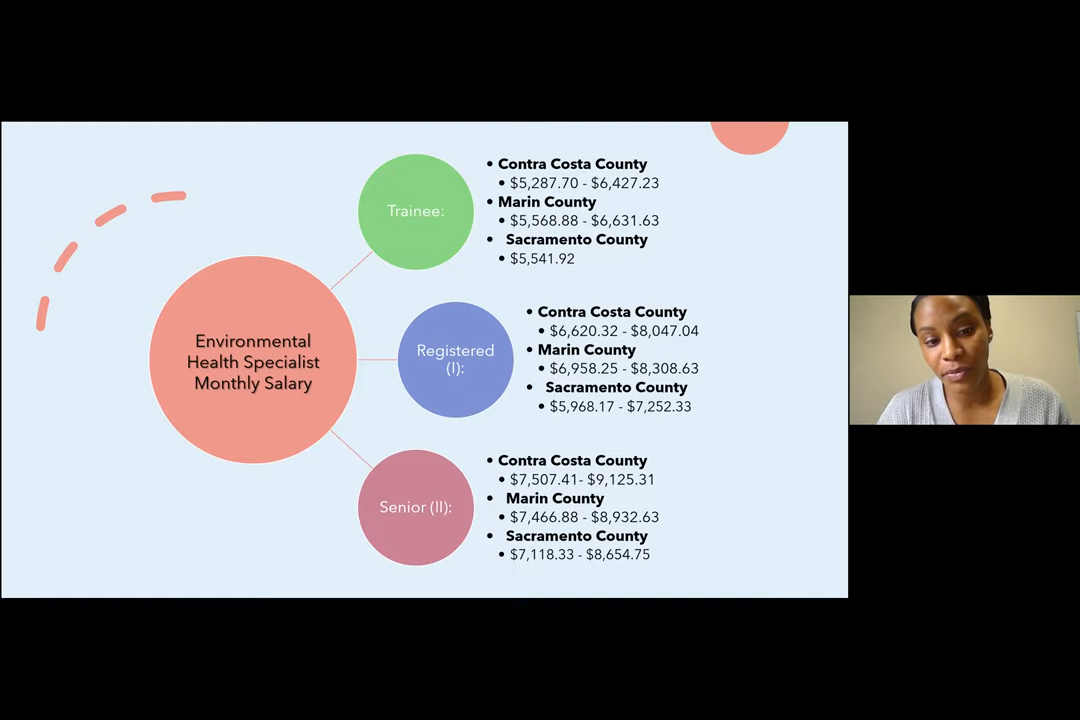 Environmental
Health Specialist
Monthly Salary
Trainee:
• Contra Costa County
• $5,287.70 - $6,427.23
• Marin County
• $5,568.88 - $6,631.63
• Sacramento County
• $5,541.92
Registered
(I):
• Contra Costa County
• $6,620.32 - $8,047.04
• Marin County
• $6,958.25 - $8,308.63
• Sacramento County
• $5,968.17 - $7,252.33
Senior (II):
• Contra Costa County
• $7,507.41- $9,125.31
• Marin County
• $7,466.88 - $8,932.63
• Sacramento County
• $7,118.33 - $8,654.75